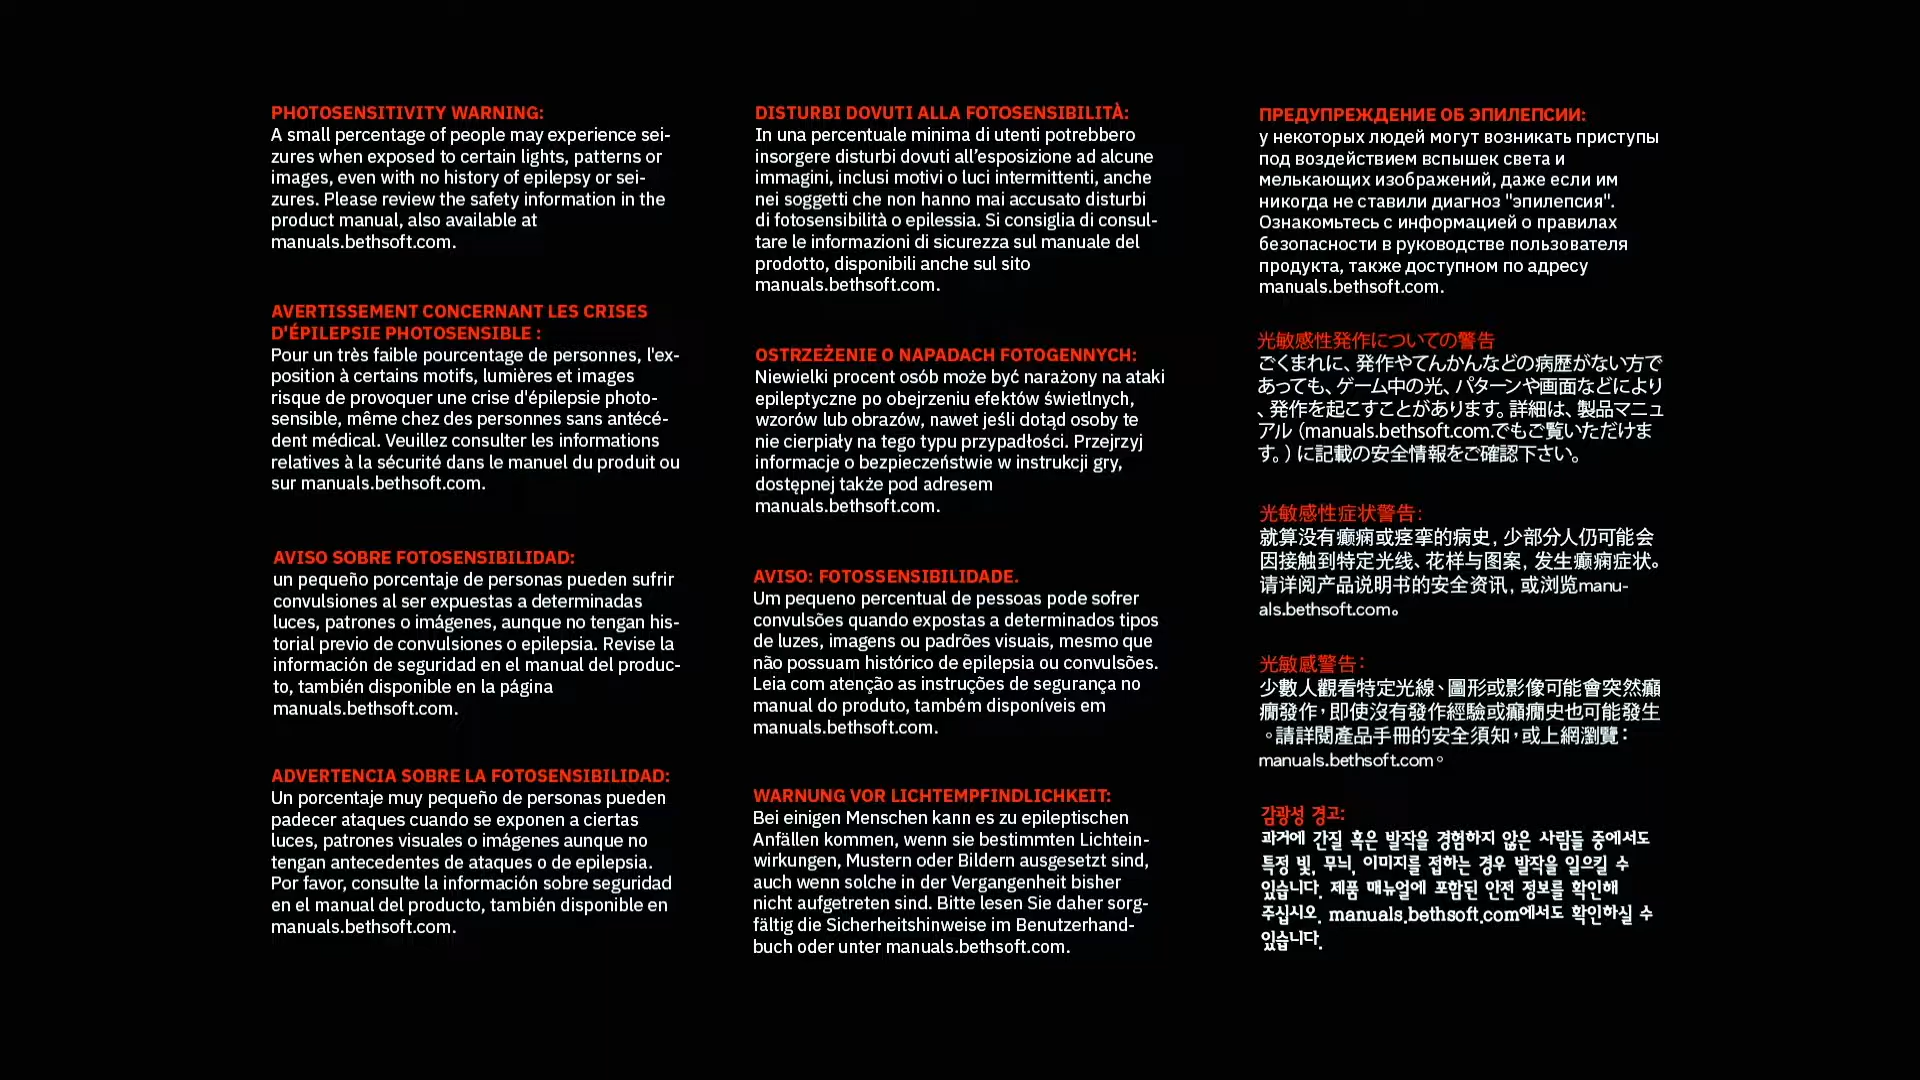 PHOTOSENSITIVITY WARNING:
A small percentage of people may experience sei-
zures when exposed to certain lights, patterns or
images, even with no history of epilepsy or sei-
zures. Please review the safety information in the
product manual, also available at
manuals.bethsoft.com.
AVERTISSEMENT CONCERNANT LES CRISES
D'ÉPILEPSIE PHOTOSENSIBLE :
Pour un très faible pourcentage de personnes, l'ex-
position à certains motifs, lumières et images
risque de provoquer une crise d'épilepsie photo-
sensible, même chez des personnes sans antécé-
dent médical. Veuillez consulter les informations
relatives à la sécurité dans le manuel du produit ou
sur manuals.bethsoft.com.
AVISO SOBRE FOTOSENSIBILIDAD:
un pequeño porcentaje de personas pueden sufrir
convulsiones al ser expuestas a determinadas
luces, patrones o imágenes, aunque no tengan his-
torial previo de convulsiones o epilepsia. Revise la
información de seguridad en el manual del produc-
to, también disponible en la página
manuals.bethsoft.com.
ADVERTENCIA SOBRE LA FOTOSENSIBILIDAD:
Un porcentaje muy pequeño de personas pueden
padecer ataques cuando se exponen a ciertas
luces, patrones visuales o imágenes aunque no
tengan antecedentes de ataques o de epilepsia.
Por favor, consulte la información sobre seguridad
en el manual del producto, también disponible en
manuals.bethsoft.com.
DISTURBI DOVUTI ALLA FOTOSENSIBILITÀ:
In una percentuale minima di utenti potrebbero
insorgere disturbi dovuti all’esposizione ad alcune
immagini, inclusi motivi o luci intermittenti, anche
nei soggetti che non hanno mai accusato disturbi
di fotosensibilità o epilessia. Si consiglia di consul-
tare le informazioni di sicurezza sul manuale del
prodotto, disponibili anche sul sito
manuals.bethsoft.com.
OSTRZEŻENIE O NAPADACH FOTOGENNYCH:
Niewielki procent osób może być narażony na ataki
epileptyczne po obejrzeniu efektów świetlnych,
wzorów lub obrazów, nawet jeśli dotąd osoby te
nie cierpiały na tego typu przypadłości. Przejrzyj
informacje o bezpieczeństwie w instrukcji gry,
dostępnej także pod adresem
manuals.bethsoft.com.
AVISO: FOTOSSENSIBILIDADE.
Um pequeno percentual de pessoas pode sofrer
convulsões quando expostas a determinados tipos
de luzes, imagens ou padrões visuais, mesmo que
não possuam histórico de epilepsia ou convulsões.
Leia com atenção as instruções de segurança no
manual do produto, também disponíveis em
manuals.bethsoft.com.
WARNUNG VOR LICHTEMPFINDLICHKEIT:
Bei einigen Menschen kann es zu epileptischen
Anfällen kommen, wenn sie bestimmten Lichtein-
wirkungen, Mustern oder Bildern ausgesetzt sind,
auch wenn solche in der Vergangenheit bisher
nicht aufgetreten sind. Bitte lesen Sie daher sorg-
fältig die Sicherheitshinweise im Benutzerhand-
buch oder unter manuals.bethsoft.com.
ПРЕДУПРЕЖДЕНИЕ ОБ ЭПИЛЕПСИИ:
у некоторых людей могут возникать приступы
под воздействием вспышек света и
мелькающих изображений, даже если им
никогда не ставили диагноз "эпилепсия".
Ознакомьтесь с информацией о правилах
безопасности в руководстве пользователя
продукта, также доступном по адресу
manuals.bethsoft.com.
光敏感性発作についての警告
ごくまれに、発作やてんかんなどの病歴がない方で
あっても、ゲーム中の光、パターンや画面などにより
、発作を起こすことがあります。詳細は、製品マニュ
アル（manuals.bethsoft.com.でもご覧いただけま
す。）に記載の安全情報をご確認下さい。
光敏感性症状警告：
就算没有癫痫或痉挛的病史，少部分人仍可能会
因接触到特定光线、花样与图案，发生癫痫症状。
请详阅产品说明书的安全资讯，或浏览manu-
als.bethsoft.com。
光敏感警告：
少數人觀看特定光線、圖形或影像可能會突然癲
癇發作，即使沒有發作經驗或癲癇史也可能發生
。請詳閱產品手冊的安全須知，或上網瀏覽：
manuals.bethsoft.com。
감광성 경고:
과거에 간질 혹은 발작을 경험하지 않은 사람들 중에서도
특정 빛, 무늬, 이미지를 접하는 경우 발작을 일으킬 수
있습니다. 제품 매뉴얼에 포함된 안전 정보를 확인해
주십시오. manuals.bethsoft.com에서도 확인하실 수
있습니다.